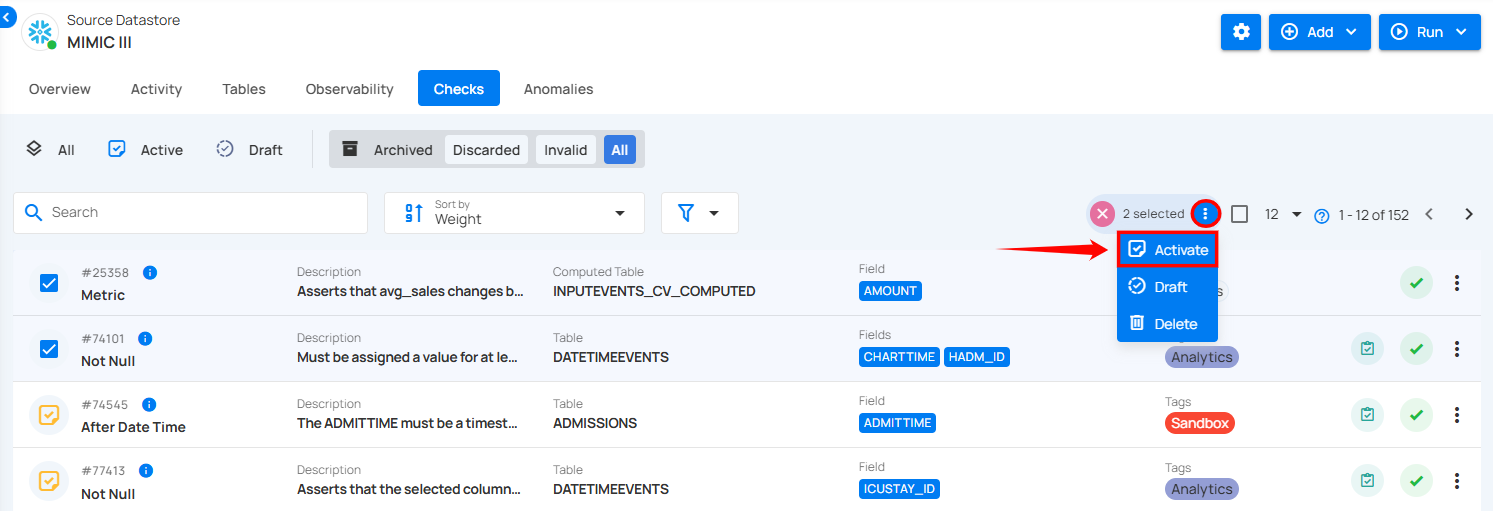 Source Datastore
MIMIC III
Add
Run
Overview
Activity
Tables
Observability
Checks
Anomalies
All
Active
Draft
Archived
Discarded
Invalid
All
Search
Sort by
Weight
2 selected
12
1 - 12 of 152
Activate
Draft
Delete
#25358
Metric
Description
Asserts that avg_sales changes b...
Computed Table
INPUTEVENTS_CV_COMPUTED
Field
AMOUNT
#74101
Not Null
Description
Must be assigned a value for at le...
Table
DATETIMEEVENTS
Fields
CHARTTIME HADM_ID
Analytics
#74545
After Date Time
Description
The ADMITTIME must be a timest...
Table
ADMISSIONS
Field
ADMITTIME
Tags
Sandbox
#77413
Not Null
Description
Asserts that the selected column...
Table
DATETIMEEVENTS
Field
ICUSTAY_ID
Tags
Analytics